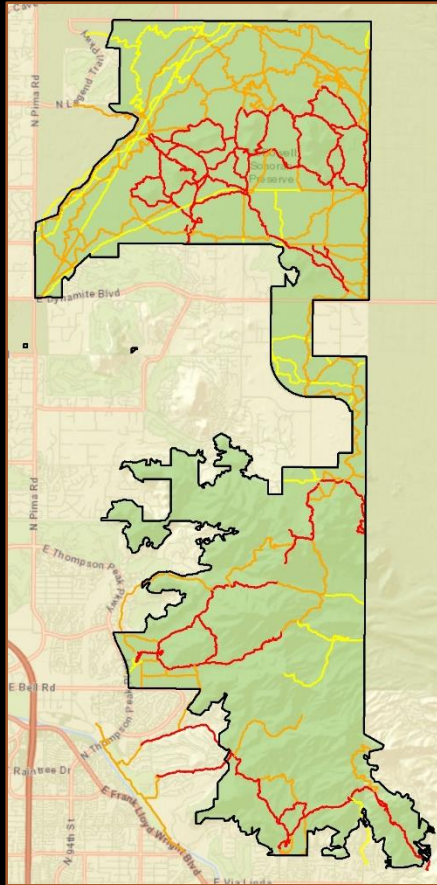 Pkwy
Legend Trail
N Pima Rd
Preserve
E Dynamite Blvd
N Pima Rd
E Thompson Peak Pkwy
E Bell Rd
N Thompson Peak P
Raintree Dr
E Frank Lloyd Wright Blvd
N 94th St
E Via Linda